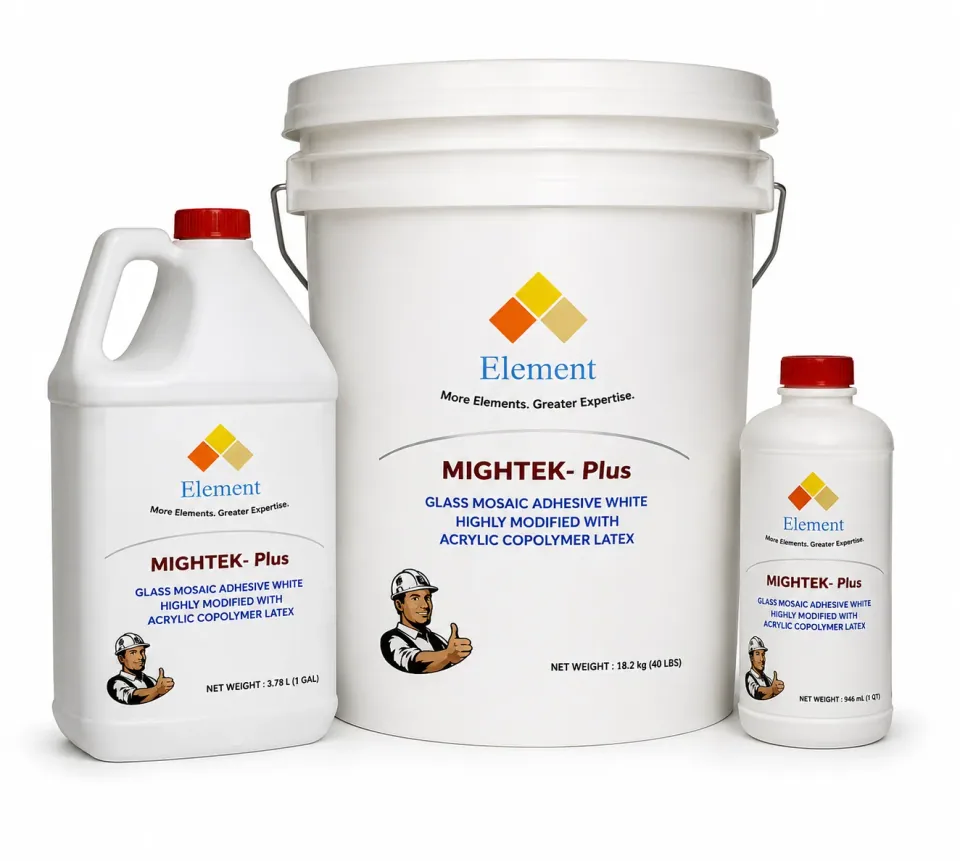 Element
More Elements. Greater Expertise.
MIGHTEK- Plus
GLASS MOSAIC ADHESIVE WHITE
HIGHLY MODIFIED WITH
ACRYLIC COPOLYMER LATEX
NET WEIGHT : 3.78 L (1 GAL)
Element
More Elements. Greater Expertise.
MIGHTEK- Plus
GLASS MOSAIC ADHESIVE WHITE
HIGHLY MODIFIED WITH
ACRYLIC COPOLYMER LATEX
NET WEIGHT : 18.2 kg (40 LBS)
Element
More Elements. Greater Expertise.
MIGHTEK- Plus
GLASS MOSAIC ADHESIVE WHITE
HIGHLY MODIFIED WITH
ACRYLIC COPOLYMER LATEX
NET WEIGHT : 946 mL (1 QT)